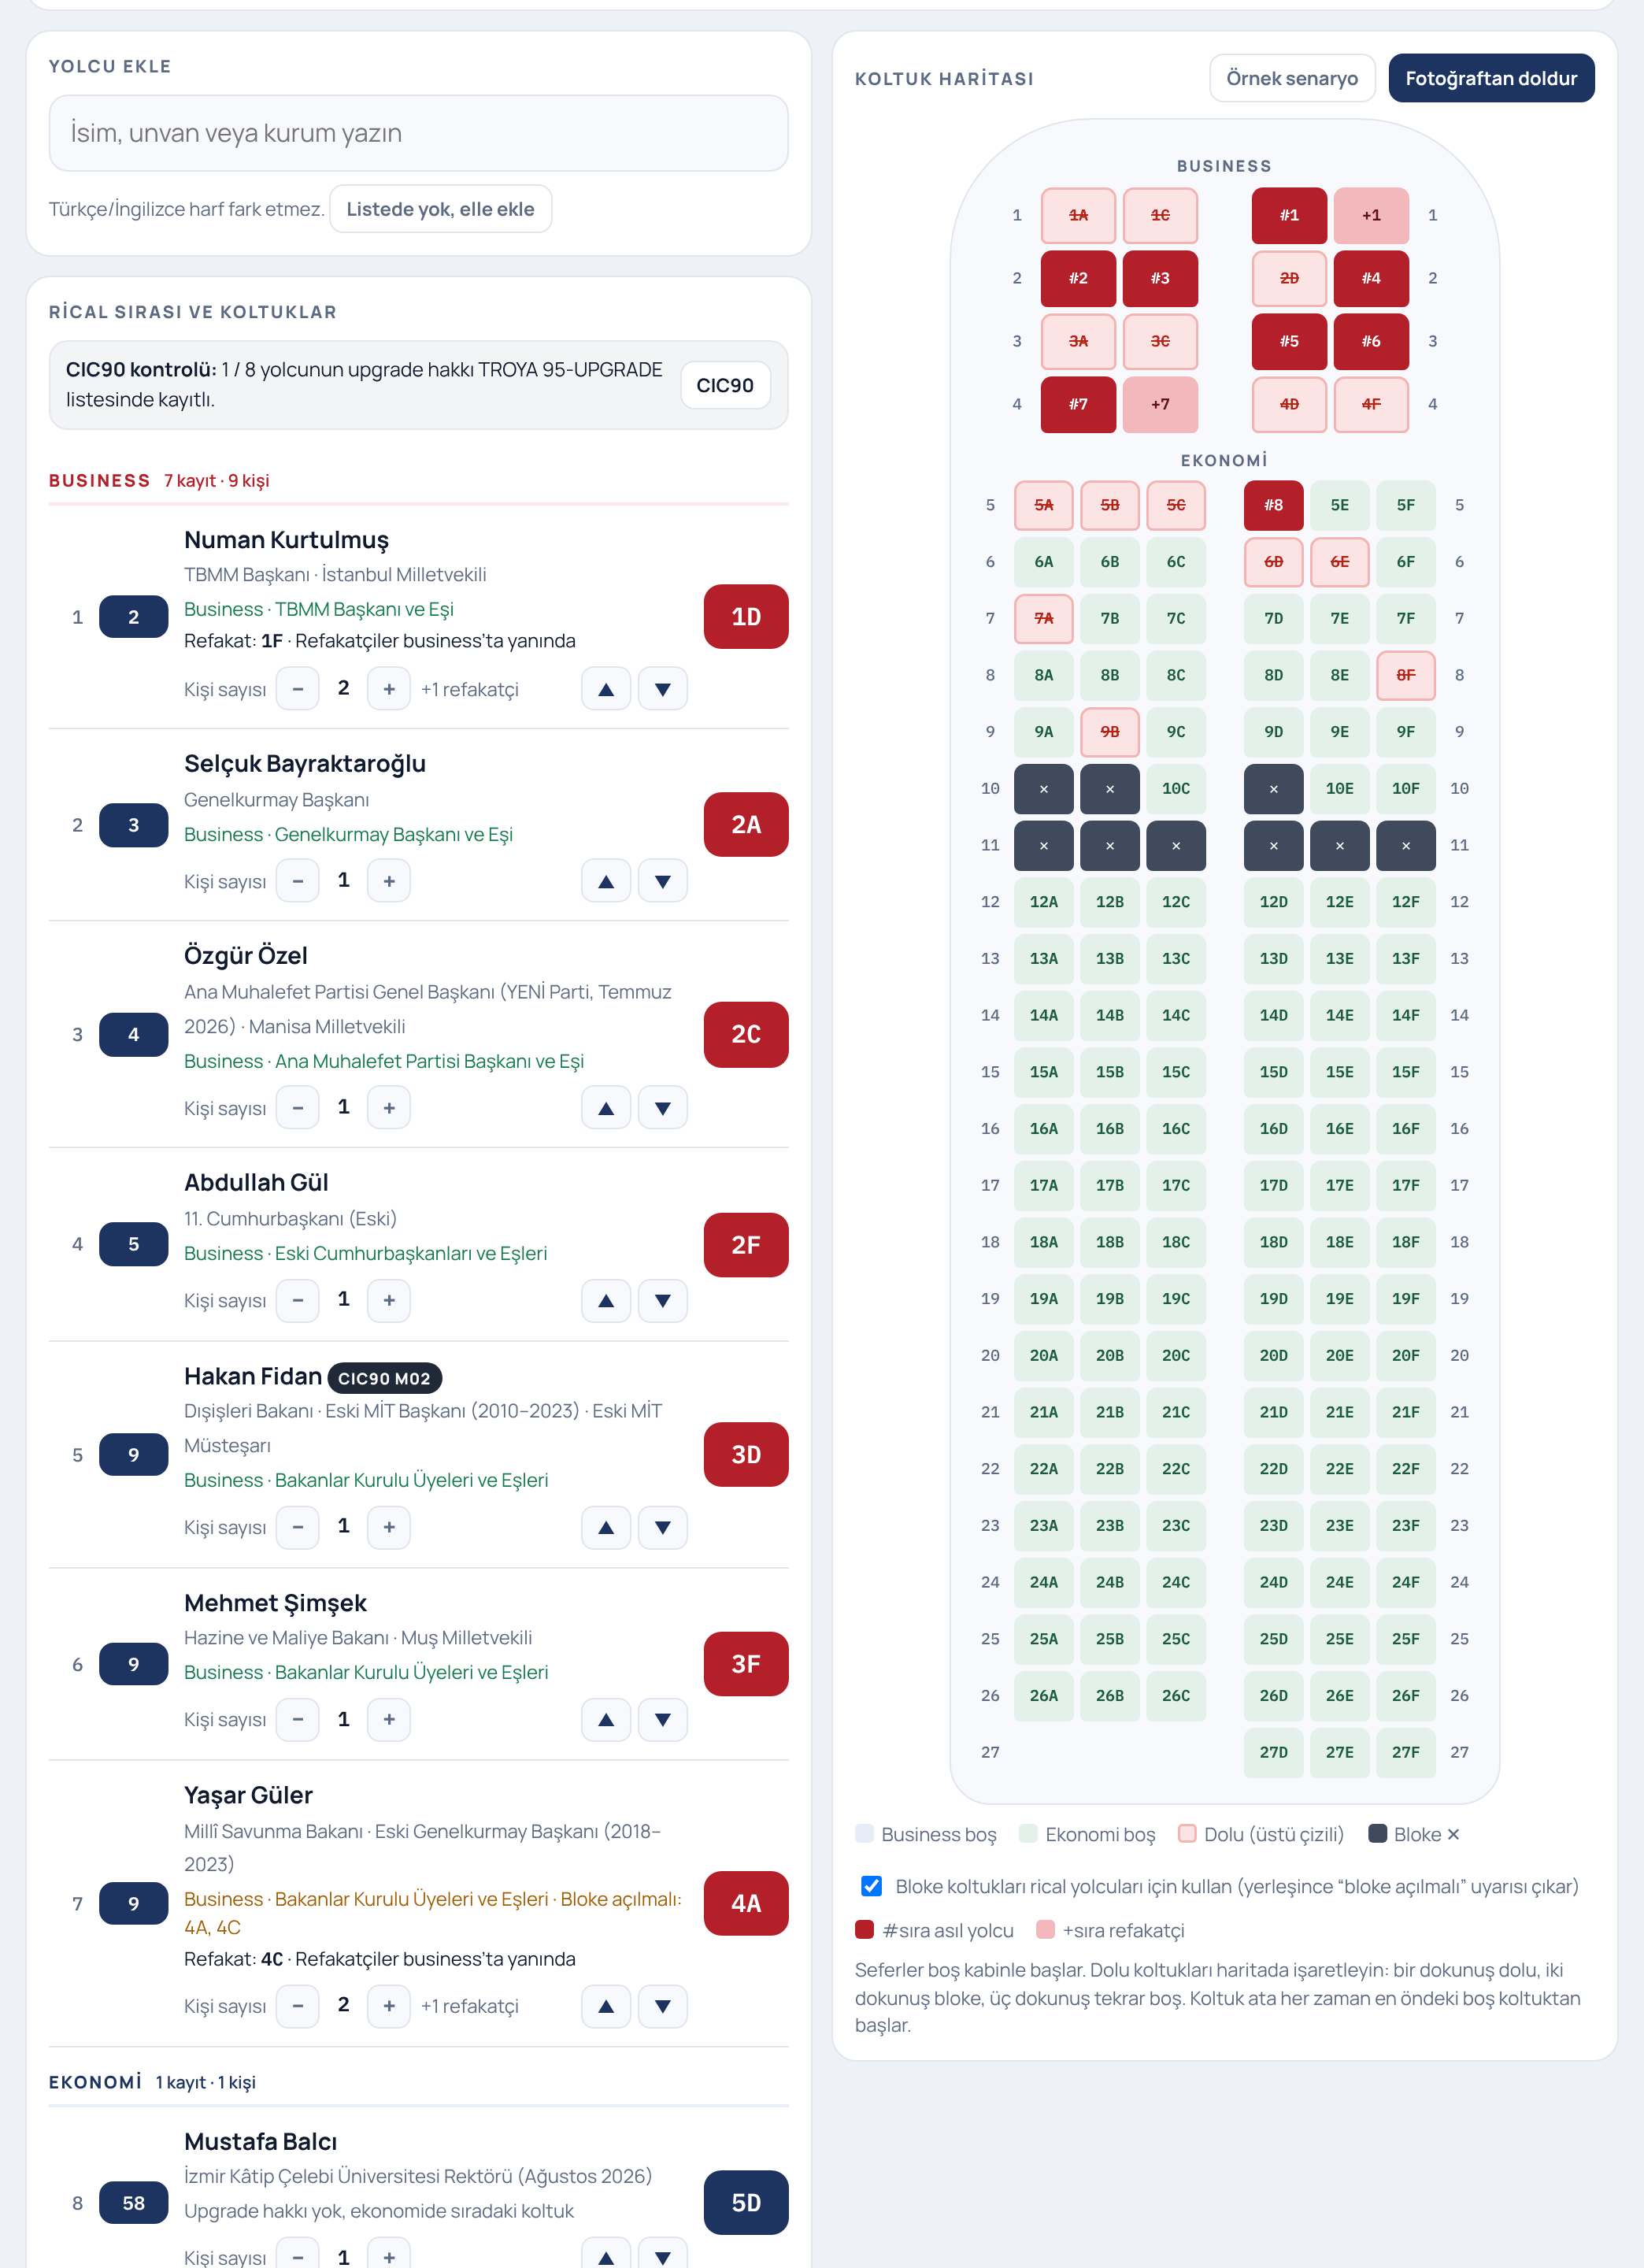 YOLCU EKLE
İsim, unvan veya kurum yazın
Türkçe/İngilizce harf fark etmez. Listede yok, elle ekle
RİCAL SIRASI VE KOLTUKLAR
CIC90 kontrolü: 1 / 8 yolcunun upgrade hakkı TROYA 95-UPGRADE
listesinde kayıtlı.
CIC90
BUSINESS 7 kayıt · 9 kişi
Numan Kurtulmuş
TBMM Başkanı · İstanbul Milletvekili
Business · TBMM Başkanı ve Eşi
1 2 1D
Refakat: 1F · Refakatçiler business'ta yanında
Kişi sayısı − 2 + +1 refakatçi ▲ ▼
Selçuk Bayraktaroğlu
Genelkurmay Başkanı
2 3 2A
Business · Genelkurmay Başkanı ve Eşi
Kişi sayısı − 1 + ▲ ▼
Özgür Özel
Ana Muhalefet Partisi Genel Başkanı (YENİ Parti, Temmuz
2026) · Manisa Milletvekili
3 4 2C
Business · Ana Muhalefet Partisi Başkanı ve Eşi
Kişi sayısı − 1 + ▲ ▼
Abdullah Gül
11. Cumhurbaşkanı (Eski)
4 5 2F
Business · Eski Cumhurbaşkanları ve Eşleri
Kişi sayısı − 1 + ▲ ▼
Hakan Fidan CIC90 M02
Dışişleri Bakanı · Eski MİT Başkanı (2010–2023) · Eski MİT
Müsteşarı
5 9 3D
Business · Bakanlar Kurulu Üyeleri ve Eşleri
Kişi sayısı − 1 + ▲ ▼
Mehmet Şimşek
Hazine ve Maliye Bakanı · Muş Milletvekili
6 9 3F
Business · Bakanlar Kurulu Üyeleri ve Eşleri
Kişi sayısı − 1 + ▲ ▼
Yaşar Güler
Millî Savunma Bakanı · Eski Genelkurmay Başkanı (2018–
2023)
7 9 4A
Business · Bakanlar Kurulu Üyeleri ve Eşleri · Bloke açılmalı:
4A, 4C
Refakat: 4C · Refakatçiler business'ta yanında
Kişi sayısı − 2 + +1 refakatçi ▲ ▼
EKONOMİ 1 kayıt · 1 kişi
Mustafa Balcı
İzmir Kâtip Çelebi Üniversitesi Rektörü (Ağustos 2026)
8 58 5D
Upgrade hakkı yok, ekonomide sıradaki koltuk
Kişi sayısı − 1 + ▲ ▼
KOLTUK HARİTASI Örnek senaryo Fotoğraftan doldur
BUSINESS
1 1A 1C #1 +1 1
2 #2 #3 2D #4 2
3 3A 3C #5 #6 3
4 #7 +7 4D 4F 4
EKONOMİ
5 5A 5B 5C #8 5E 5F 5
6 6A 6B 6C 6D 6E 6F 6
7 7A 7B 7C 7D 7E 7F 7
8 8A 8B 8C 8D 8E 8F 8
9 9A 9B 9C 9D 9E 9F 9
10 × × 10C × 10E 10F 10
11 × × × × × × 11
12 12A 12B 12C 12D 12E 12F 12
13 13A 13B 13C 13D 13E 13F 13
14 14A 14B 14C 14D 14E 14F 14
15 15A 15B 15C 15D 15E 15F 15
16 16A 16B 16C 16D 16E 16F 16
17 17A 17B 17C 17D 17E 17F 17
18 18A 18B 18C 18D 18E 18F 18
19 19A 19B 19C 19D 19E 19F 19
20 20A 20B 20C 20D 20E 20F 20
21 21A 21B 21C 21D 21E 21F 21
22 22A 22B 22C 22D 22E 22F 22
23 23A 23B 23C 23D 23E 23F 23
24 24A 24B 24C 24D 24E 24F 24
25 25A 25B 25C 25D 25E 25F 25
26 26A 26B 26C 26D 26E 26F 26
27 27D 27E 27F 27
Business boş Ekonomi boş Dolu (üstü çizili) Bloke ✕
Bloke koltukları rical yolcuları için kullan (yerleşince “bloke açılmalı” uyarısı çıkar)
#sıra asıl yolcu +sıra refakatçi
Seferler boş kabinle başlar. Dolu koltukları haritada işaretleyin: bir dokunuş dolu, iki
dokunuş bloke, üç dokunuş tekrar boş. Koltuk ata her zaman en öndeki boş koltuktan
başlar.